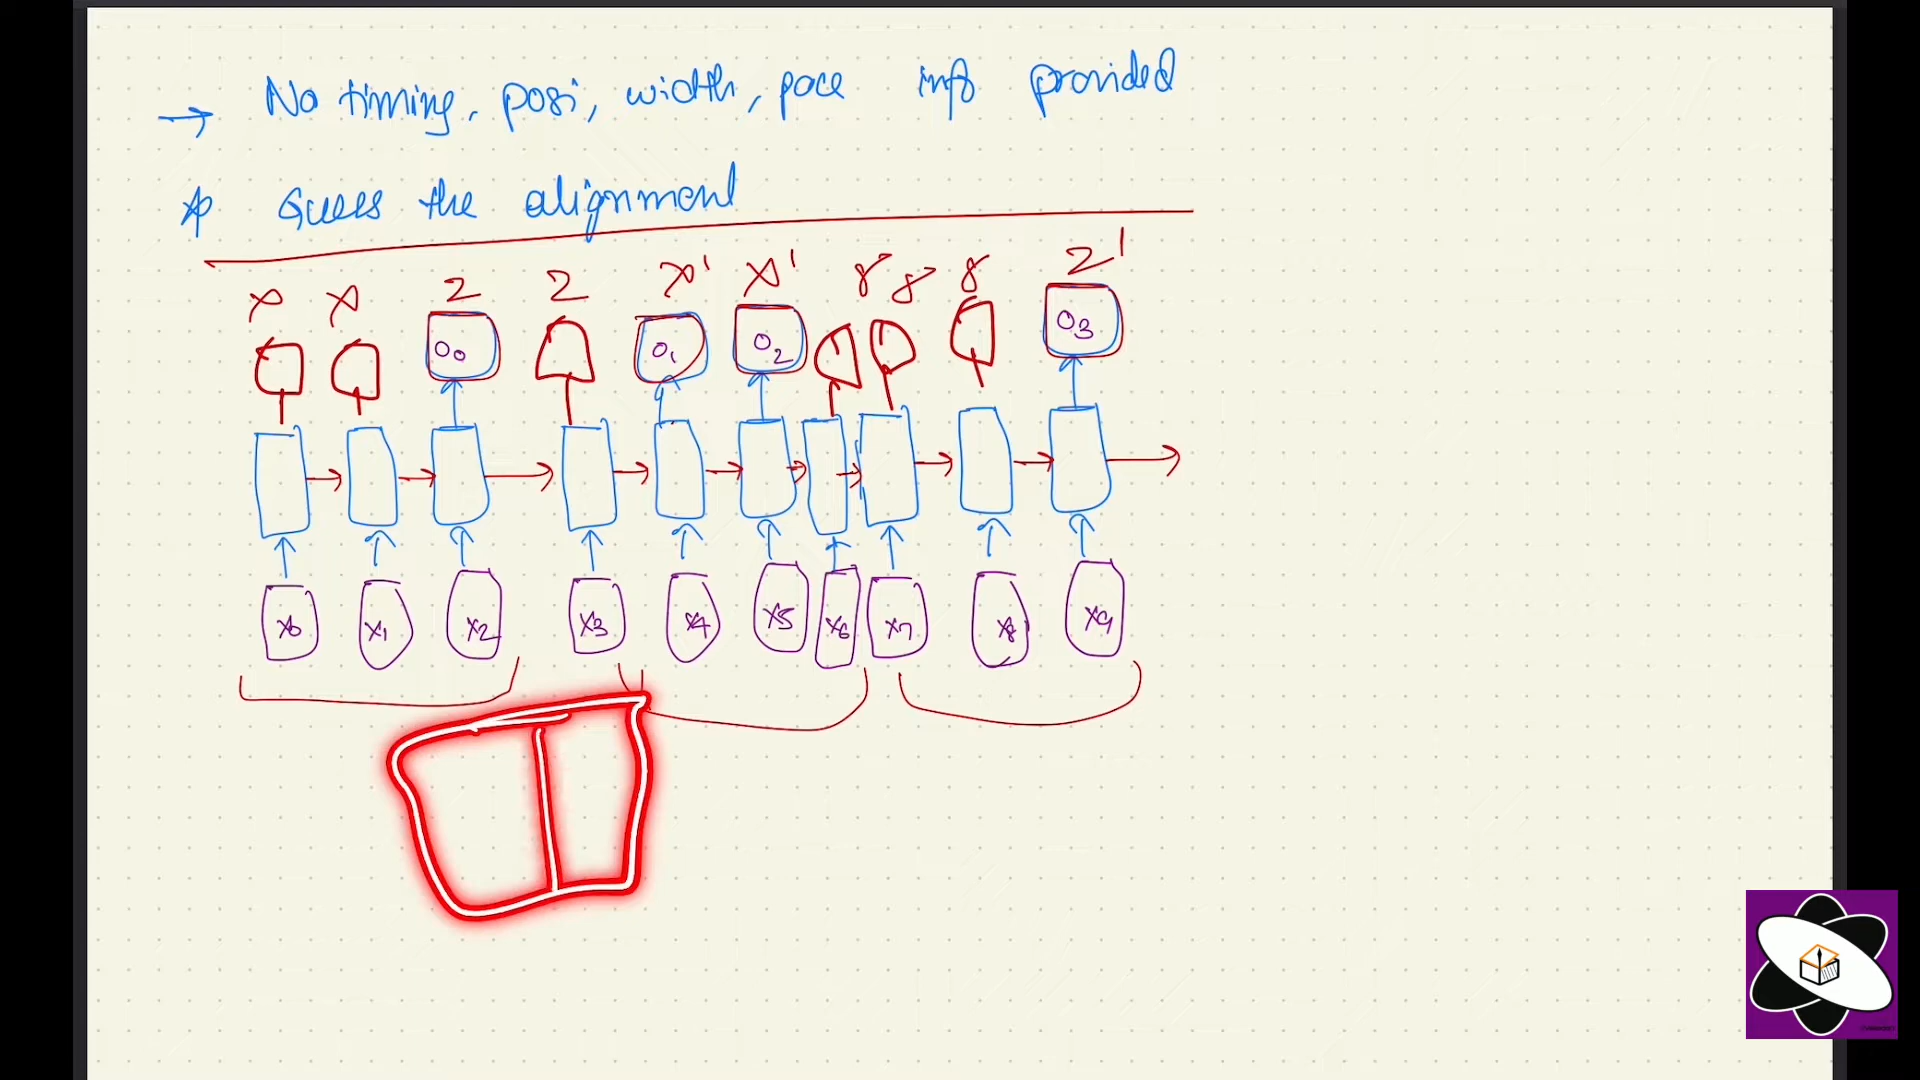 → No timing, posi, width, pace info provided
* Guess the alignment
x x z z x' x' r r r z'
O0 O1 O2 O3
x0 x1 x2 x3 x4 x5 x6 x7 x8 x9